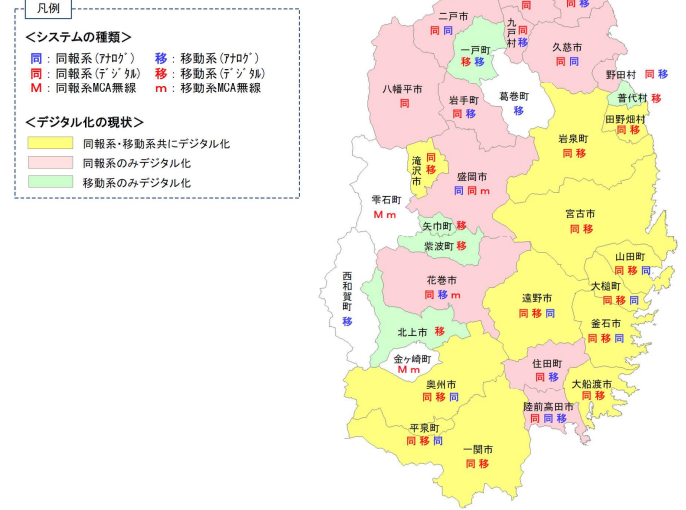 凡例
＜システムの種類＞
同：同報系(アナログ)　移：移動系(アナログ)
同：同報系(デジタル)　移：移動系(デジタル)
M：同報系MCA無線　m：移動系MCA無線
＜デジタル化の現状＞
同報系・移動系共にデジタル化
同報系のみデジタル化
移動系のみデジタル化
同
同
二戸市
同 同
九戸村
同
移
一戸町
移 移
久慈市
同 同
野田村 同 移
八幡平市
同
岩手町
同 移
葛巻町
移
普代村 移
田野畑村
同 移
岩泉町
同 移
滝沢市
同
移
盛岡市
同 同 m
雫石町
M m
宮古市
同 移
矢巾町 移
紫波町 移
山田町
同 移 同
花巻市
同 移 m
大槌町
同 移 同
西和賀町
移
遠野市
同 移 同
釜石市
同 移 同
北上市 移
金ヶ崎町
M m
住田町
同 移
奥州市
同 移 同
大船渡市
同 移
陸前高田市
同 同 移
平泉町
同 移 同
一関市
同 移